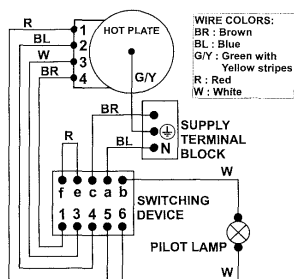 R
BL
W
BR
1
2
3
4
HOT PLATE
G/Y
WIRE COLORS:
BR : Brown
BL : Blue
G/Y : Green with
Yellow stripes
R : Red
W : White
BR
R
BL
N
SUPPLY
TERMINAL
BLOCK
W
f e c a b
1 3 4 5 6
SWITCHING
DEVICE
PILOT LAMP
W